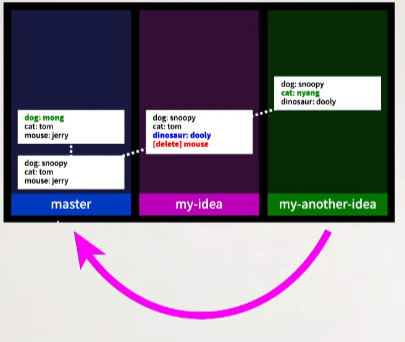 dog: mong
cat: tom
mouse: jerry
dog: snoopy
cat: tom
mouse: jerry
master
dog: snoopy
cat: tom
dinosaur: dooly
[delete] mouse
my-idea
dog: snoopy
cat: nyang
dinosaur: dooly
my-another-idea